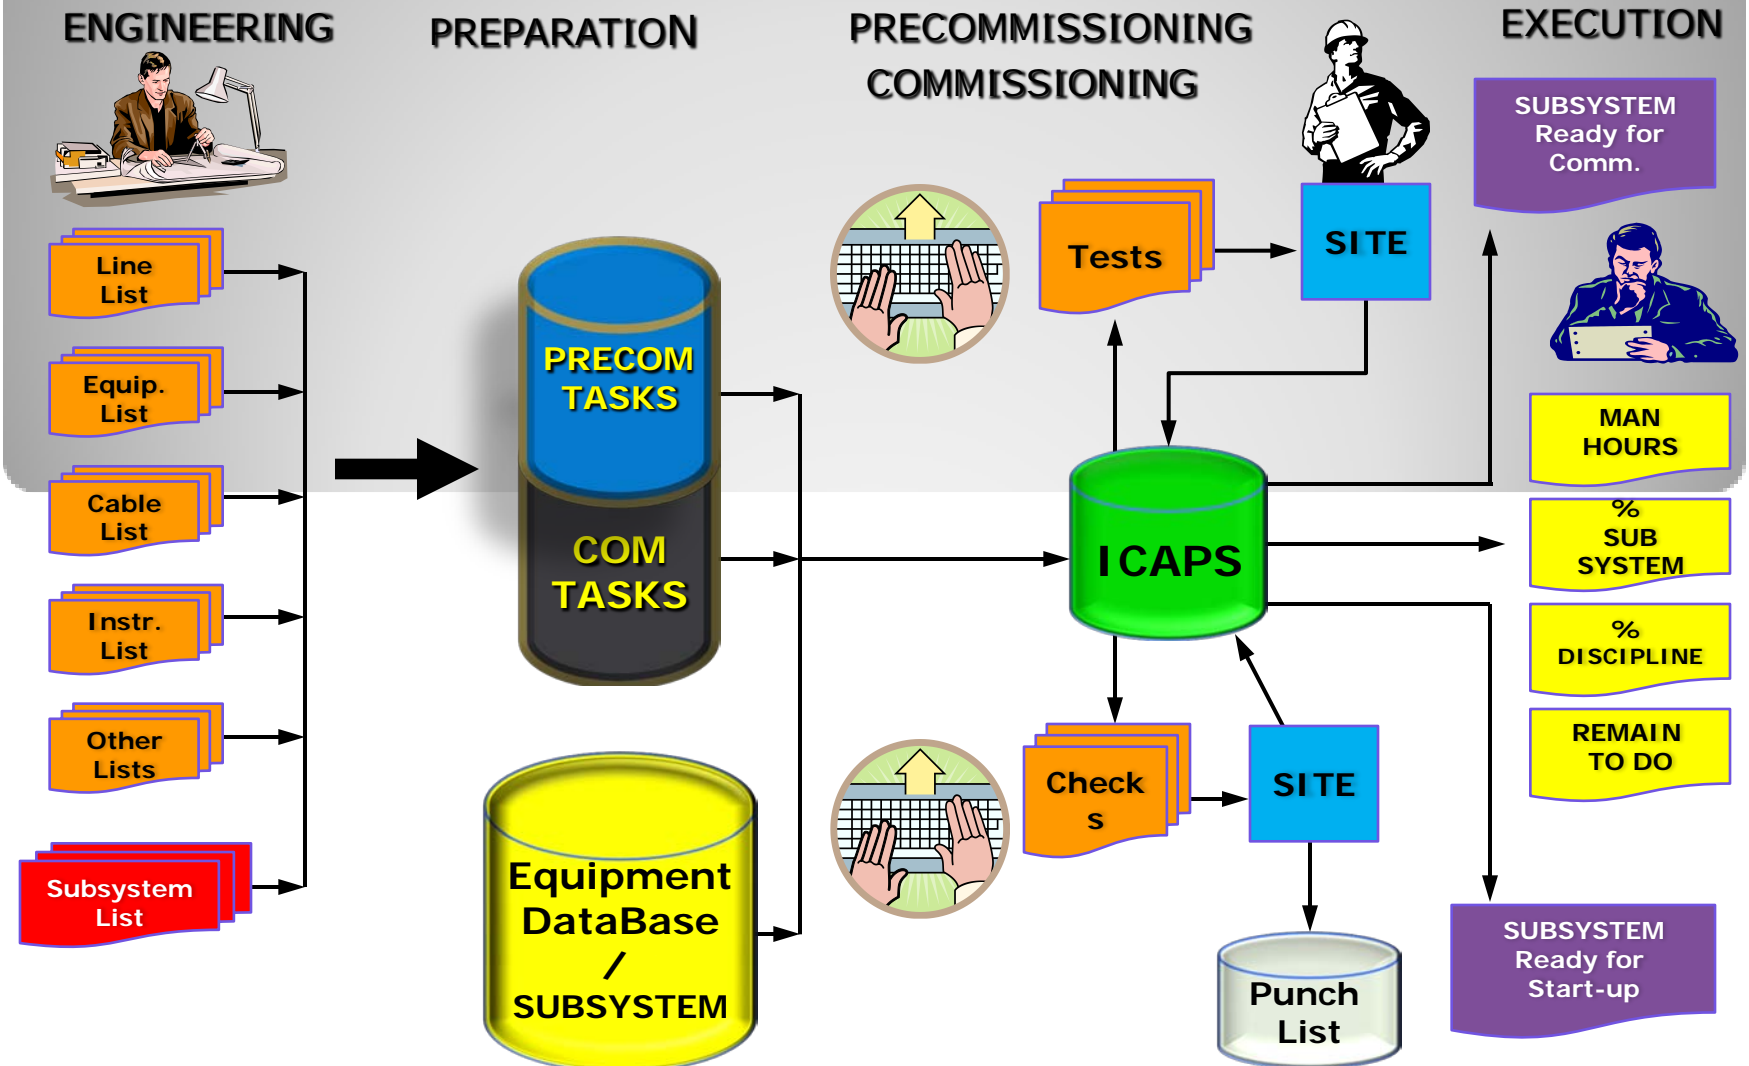 ENGINEERING
PREPARATION
PRECOMMISSIONING
COMMISSIONING
EXECUTION
Line
List
Equip.
List
Cable
List
Instr.
List
Other
Lists
Subsystem
List
PRECOM
TASKS
COM
TASKS
Equipment
DataBase
/
SUBSYSTEM
Tests
SITE
ICAPS
Check
s
SITE
Punch
List
SUBSYSTEM
Ready for
Comm.
MAN
HOURS
%
SUB
SYSTEM
%
DISCIPLINE
REMAIN
TO DO
SUBSYSTEM
Ready for
Start-up